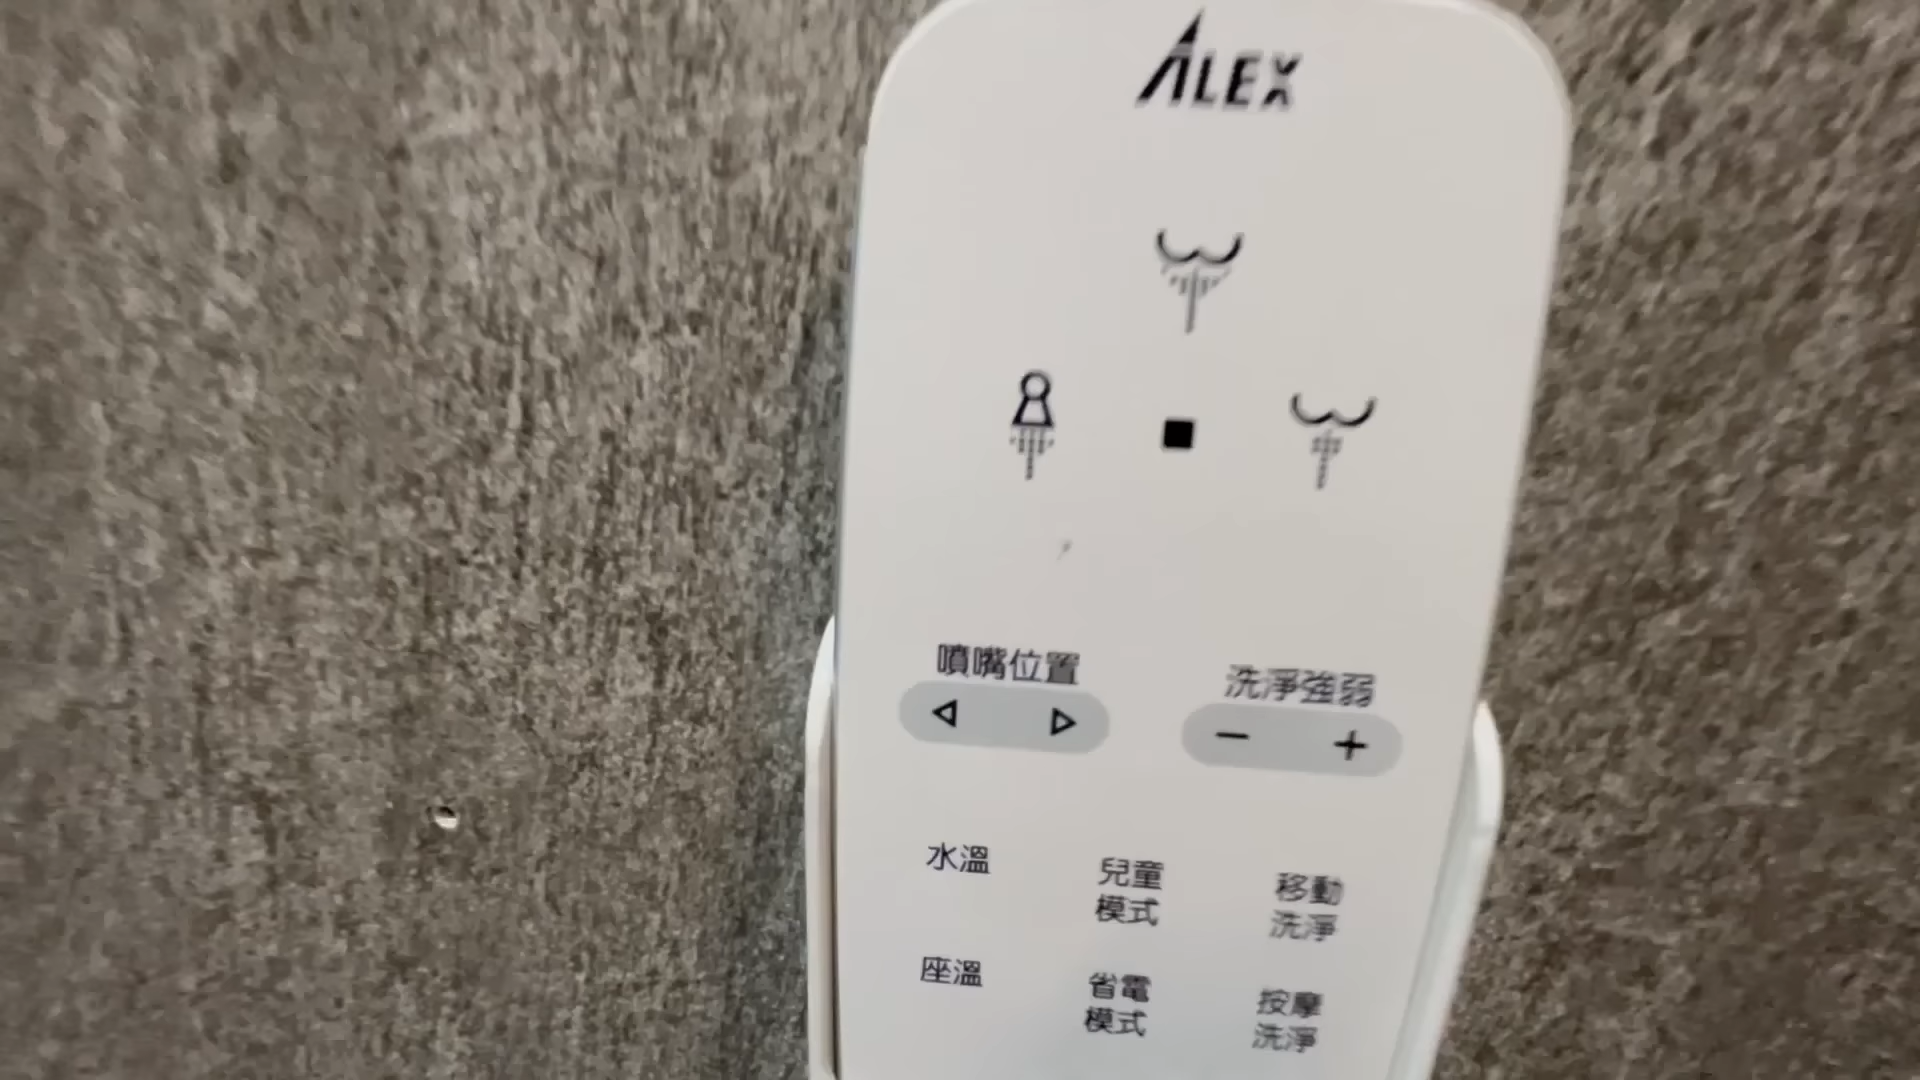 ALEX
噴嘴位置
洗淨強弱
− +
水溫
兒童
模式
移動
洗淨
座溫
省電
模式
按摩
洗淨